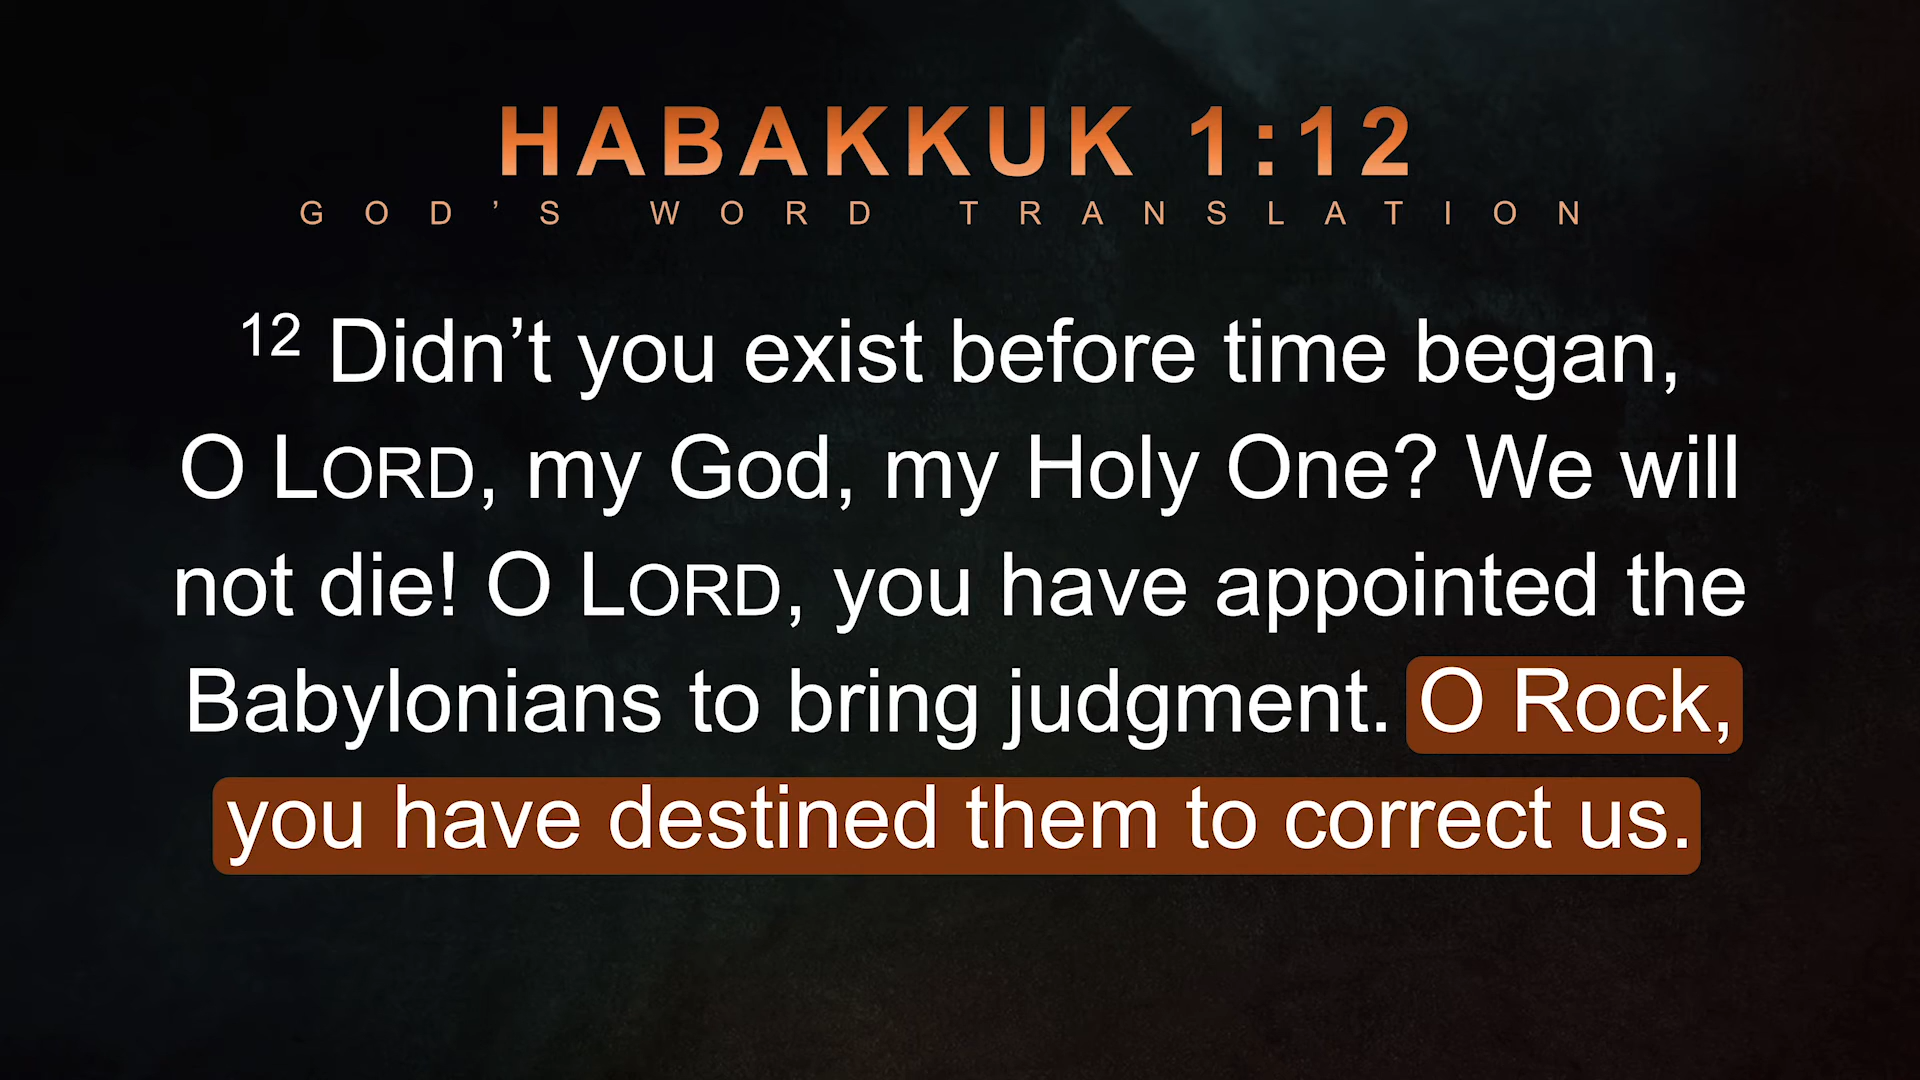 HABAKKUK 1:12
GOD’S WORD TRANSLATION
12 Didn’t you exist before time began,
O LORD, my God, my Holy One? We will
not die! O LORD, you have appointed the
Babylonians to bring judgment. O Rock,
you have destined them to correct us.